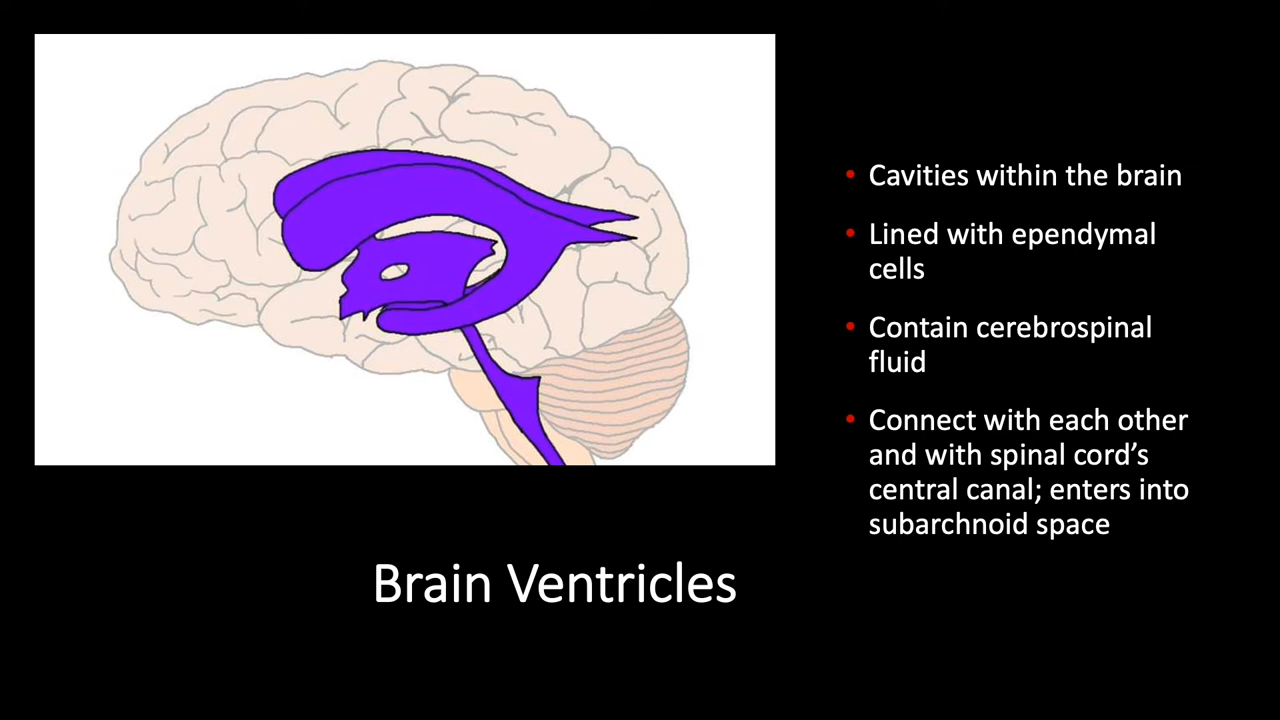 • Cavities within the brain
• Lined with ependymal
cells
• Contain cerebrospinal
fluid
• Connect with each other
and with spinal cord’s
central canal; enters into
subarchnoid space
Brain Ventricles